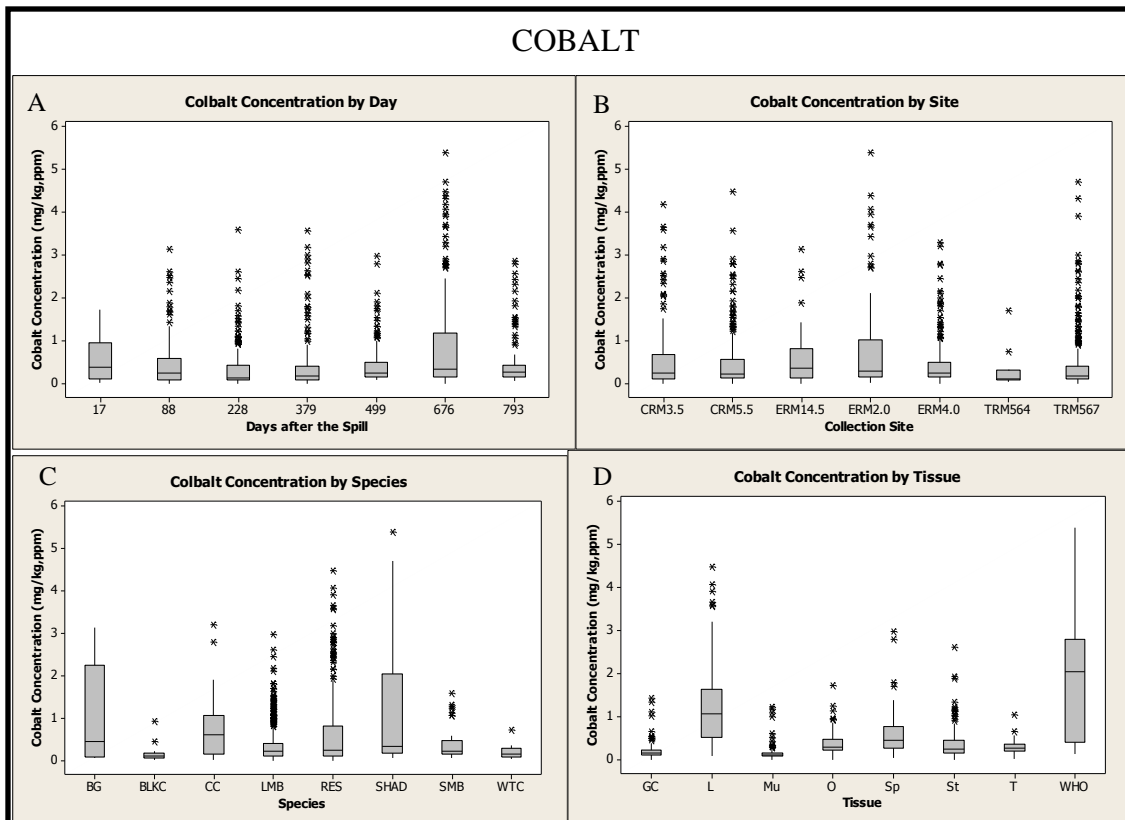 COBALT
A
Colbalt Concentration by Day
Cobalt Concentration (mg/kg,ppm)
6
5
4
3
2
1
0
17 88 228 379 499 676 793
Days after the Spill
B
Cobalt Concentration by Site
Cobalt Concentration (mg/kg,ppm)
6
5
4
3
2
1
0
CRM3.5 CRM5.5 ERM14.5 ERM2.0 ERM4.0 TRM564 TRM567
Collection Site
C
Colbalt Concentration by Species
Cobalt Concentration (mg/kg,ppm)
6
5
4
3
2
1
0
BG BLKC CC LMB RES SHAD SMB WTC
Species
D
Cobalt Concentration by Tissue
Cobalt Concentration (mg/kg,ppm)
6
5
4
3
2
1
0
GC L Mu O Sp St T WHO
Tissue